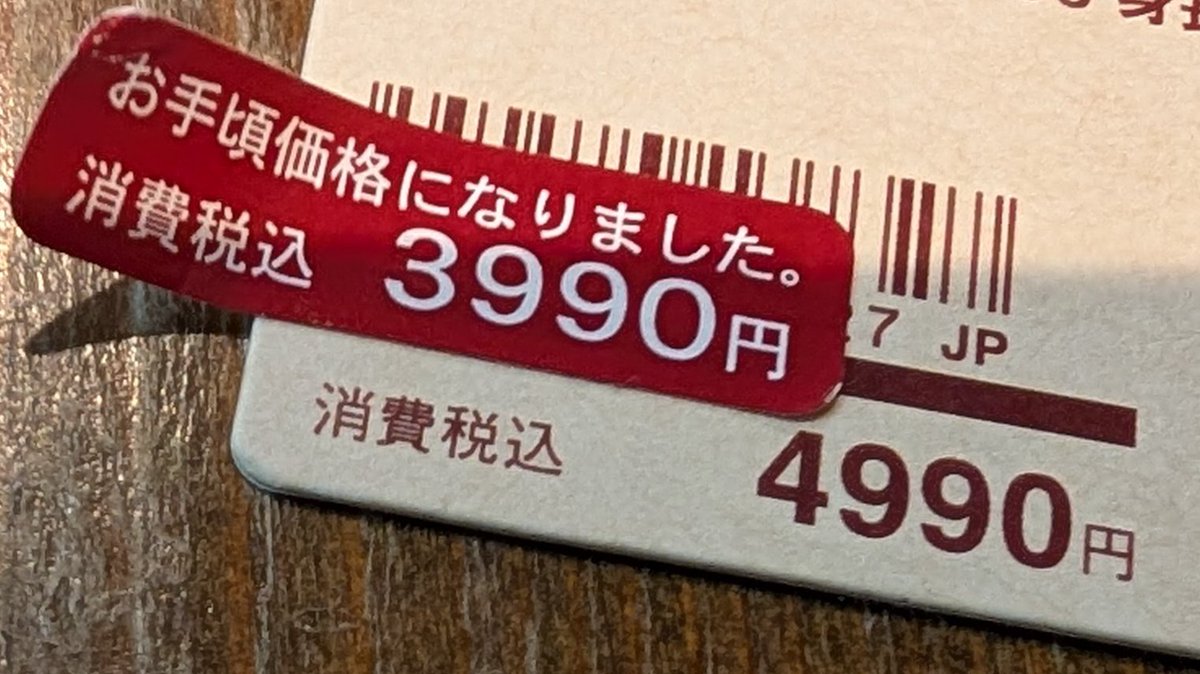 お手頃価格になりました。
消費税込 3990円
7 JP
消費税込 4990円